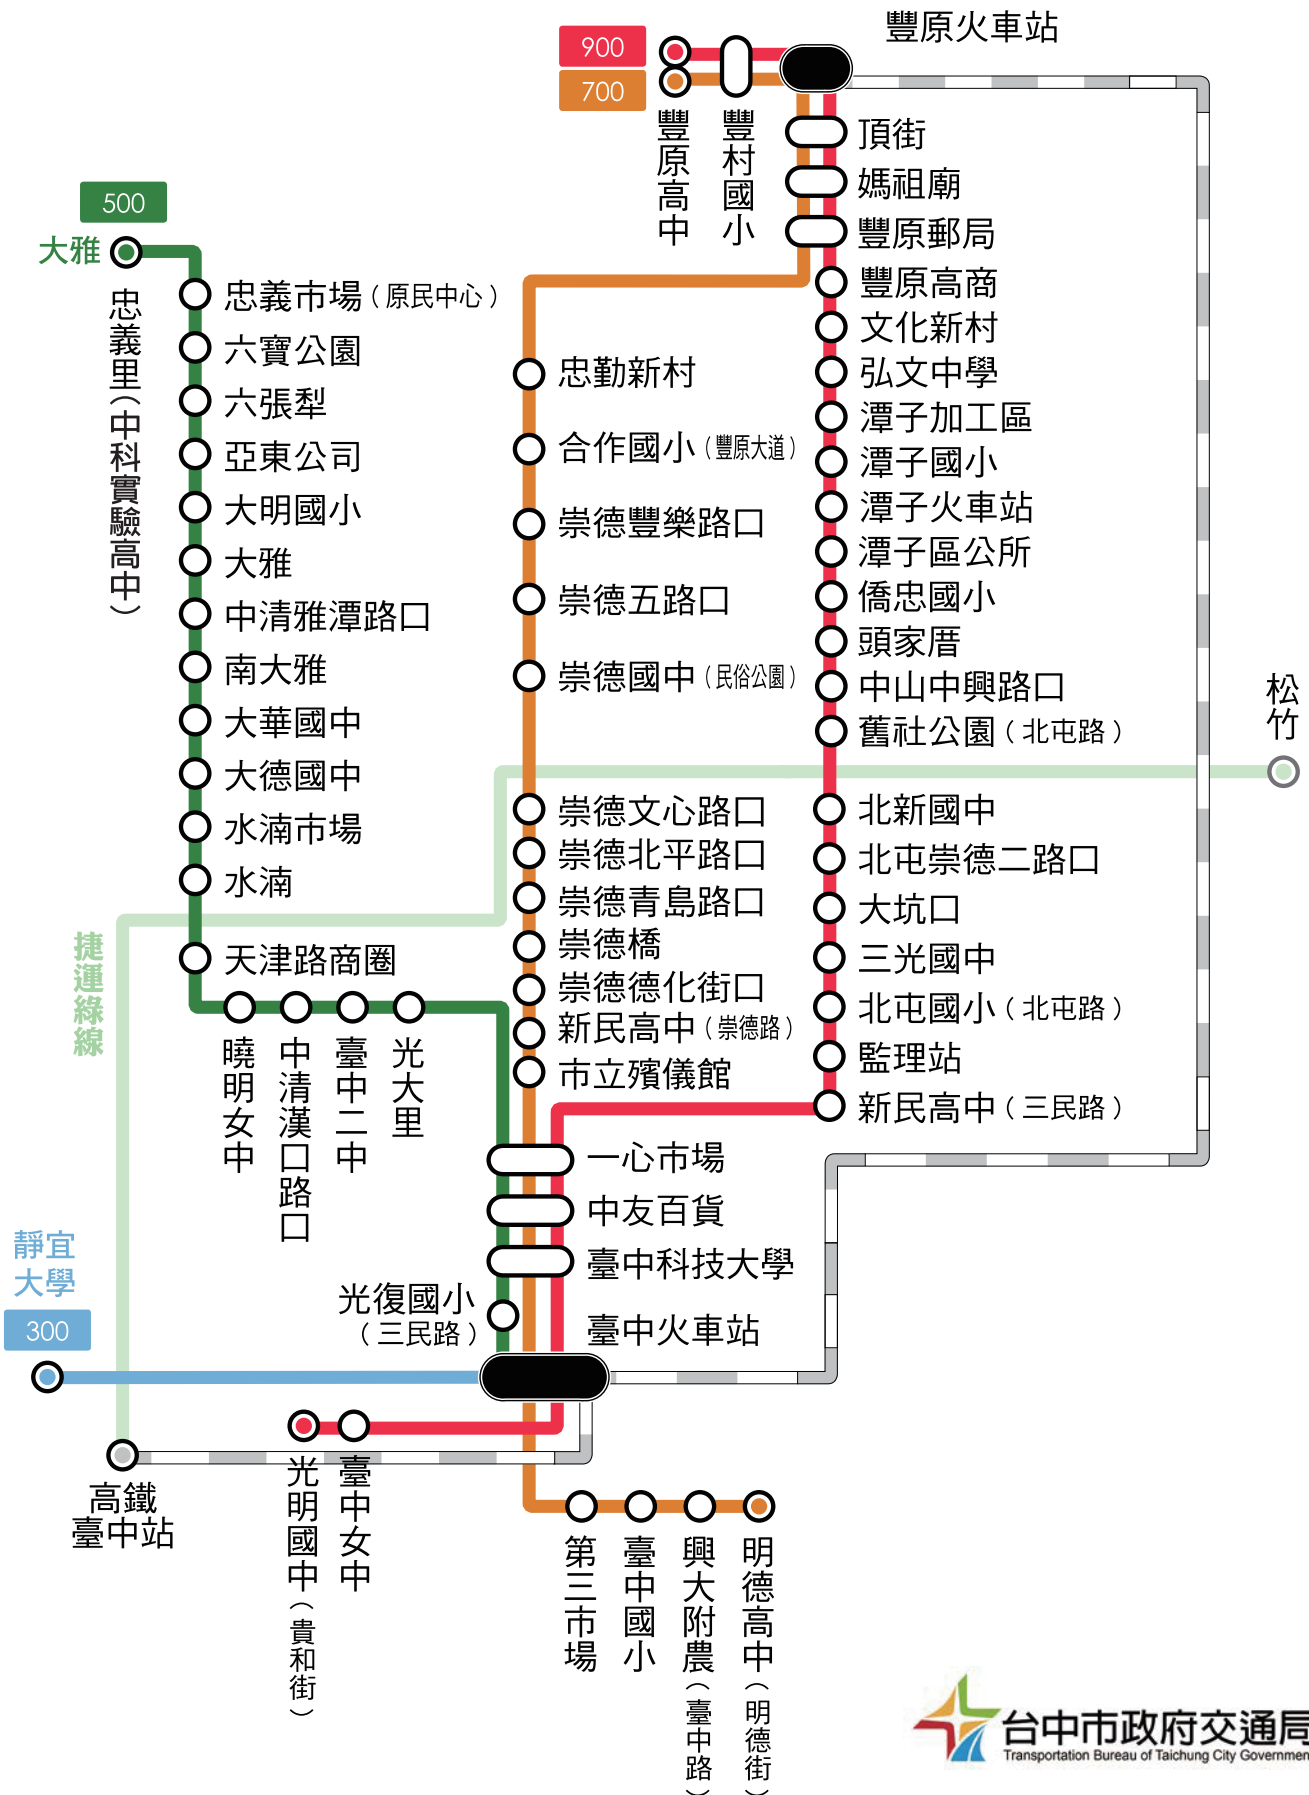 豐原火車站
900
700
豐原高中
豐村國小
頂街
媽祖廟
豐原郵局
豐原高商
文化新村
弘文中學
潭子加工區
潭子國小
潭子火車站
潭子區公所
僑忠國小
頭家厝
中山中興路口
舊社公園（北屯路）
北新國中
北屯崇德二路口
大坑口
三光國中
北屯國小（北屯路）
監理站
新民高中（三民路）
500
大雅
忠義里（中科實驗高中）
忠義市場（原民中心）
六寶公園
六張犁
亞東公司
大明國小
大雅
中清雅潭路口
南大雅
大華國中
大德國中
水湳市場
水湳
天津路商圈
曉明女中
中清漢口路口
臺中二中
光大里
忠勤新村
合作國小（豐原大道）
崇德豐樂路口
崇德五路口
崇德國中（民俗公園）
崇德文心路口
崇德北平路口
崇德青島路口
崇德橋
崇德德化街口
新民高中（崇德路）
市立殯儀館
松竹
捷運綠線
一心市場
中友百貨
臺中科技大學
光復國小
（三民路）
臺中火車站
靜宜
大學
300
高鐵
臺中站
光明國中（貴和街）
臺中女中
第三市場
臺中國小
興大附農（臺中路）
明德高中（明德街）
台中市政府交通局
Transportation Bureau of Taichung City Governmen